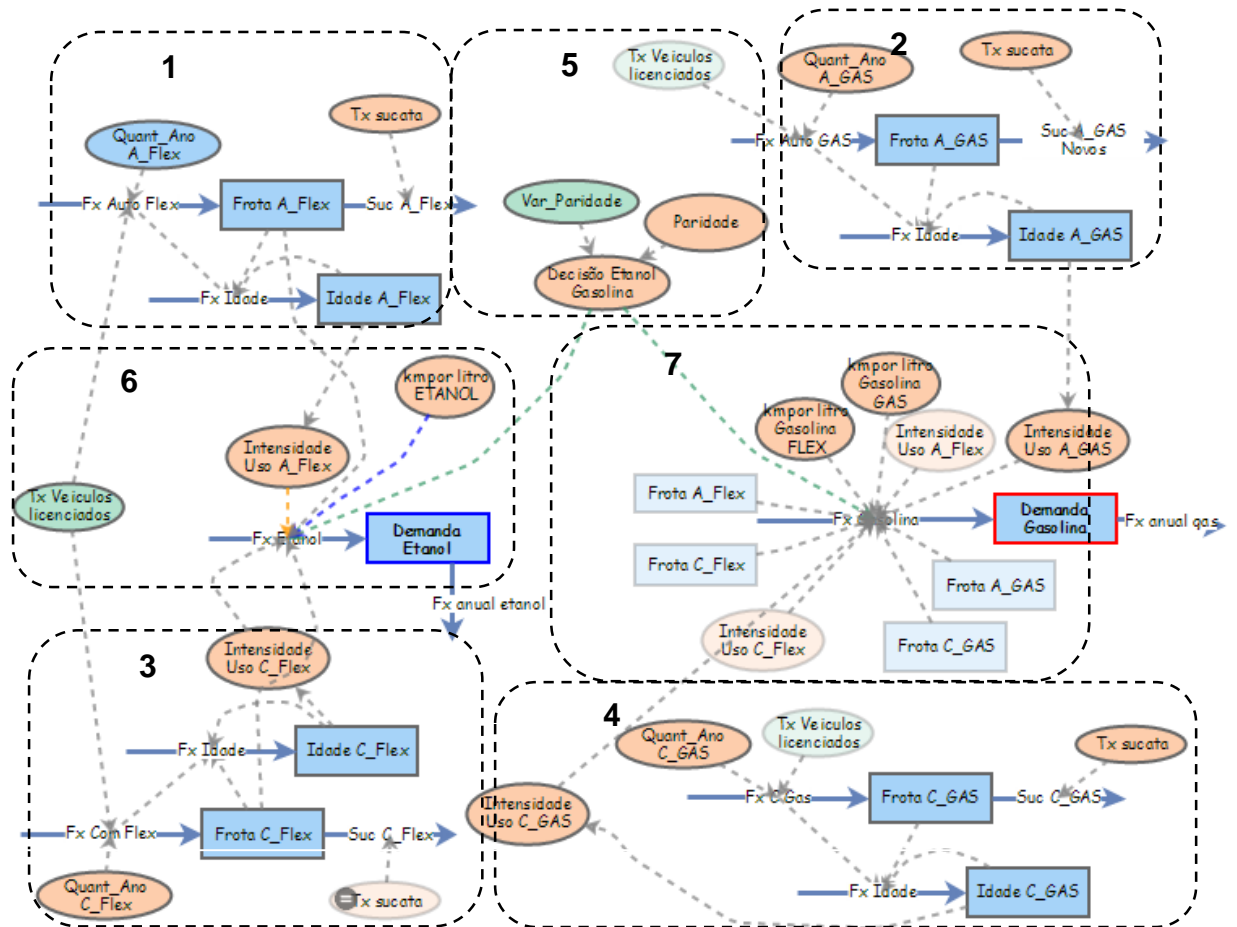 1
Quant_Ano
A_Flex
Tx sucata
Fx Auto Flex
Frota A_Flex
Suc A_Flex
Fx Idade
Idade A_Flex
5
Tx Veiculos
licenciados
Var_Paridade
Paridade
Decisão Etanol
Gasolina
2
Quant_Ano
A_GAS
Tx sucata
Fx Auto GAS
Frota A_GAS
Suc A_GAS
Novos
Fx Idade
Idade A_GAS
6
kmpor litro
ETANOL
Intensidade
Uso A_Flex
Tx Veiculos
licenciados
Fx Etanol
Demanda
Etanol
Fx anual etanol
7
kmpor litro
Gasolina
GAS
kmpor litro
Gasolina
FLEX
Intensidade
Uso A_Flex
Intensidade
Uso A_GAS
Frota A_Flex
Fx Gasolina
Demanda
Gasolina
Fx anual gas
Frota C_Flex
Frota A_GAS
Intensidade
Uso C_Flex
Frota C_GAS
3
Intensidade
Uso C_Flex
Fx Idade
Idade C_Flex
Fx Com Flex
Frota C_Flex
Suc C_Flex
Quant_Ano
C_Flex
Tx sucata
4
Quant_Ano
C_GAS
Tx Veiculos
licenciados
Tx sucata
Intensidade
Uso C_GAS
Fx C Gas
Frota C_GAS
Suc C_GAS
Fx Idade
Idade C_GAS